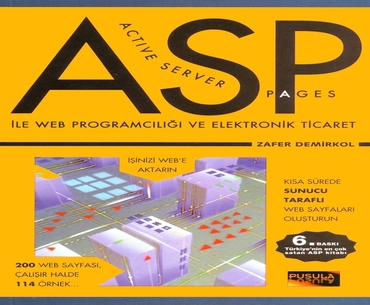 ASP
ACTIVE SERVER
PAGES
İLE WEB PROGRAMCILIĞI VE ELEKTRONİK TİCARET
ZAFER DEMİRKOL
İŞİNİZİ WEB'E
AKTARIN
KISA SÜREDE
SUNUCU
TARAFLI
WEB SAYFALARI
OLUŞTURUN
6 BASKI
Türkiye'nin en çok
satan ASP kitabı
200 WEB SAYFASI,
ÇALIŞIR HALDE
114 ÖRNEK...
PUSULA